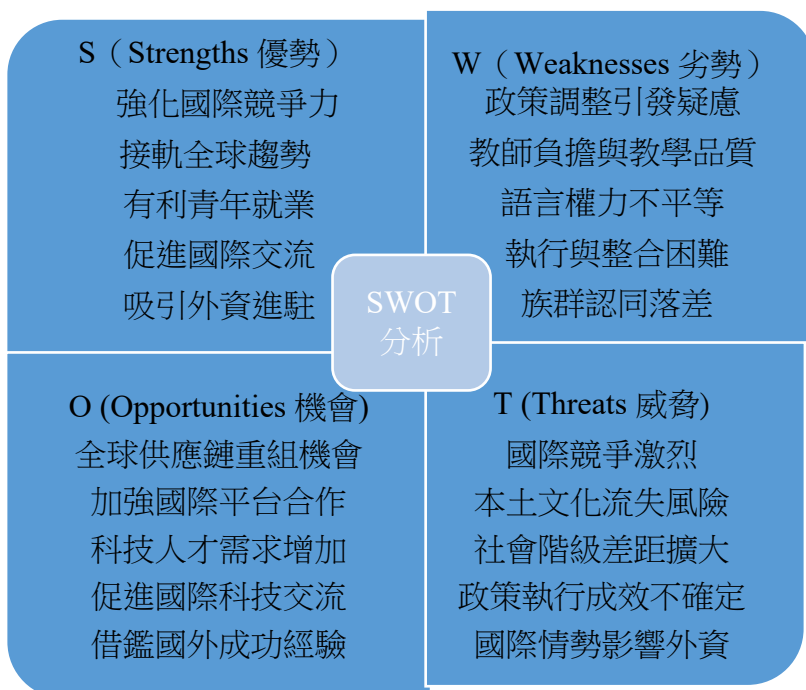 S（Strengths 優勢）
強化國際競爭力
接軌全球趨勢
有利青年就業
促進國際交流
吸引外資進駐
W（Weaknesses 劣勢）
政策調整引發疑慮
教師負擔與教學品質
語言權力不平等
執行與整合困難
族群認同落差
SWOT
分析
O (Opportunities 機會)
全球供應鏈重組機會
加強國際平台合作
科技人才需求增加
促進國際科技交流
借鑑國外成功經驗
T (Threats 威脅)
國際競爭激烈
本土文化流失風險
社會階級差距擴大
政策執行成效不確定
國際情勢影響外資